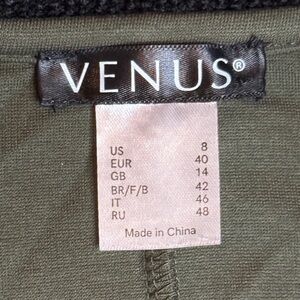 VENUS®
US 8
EUR 40
GB 14
BR/F/B 42
IT 46
RU 48
Made in China